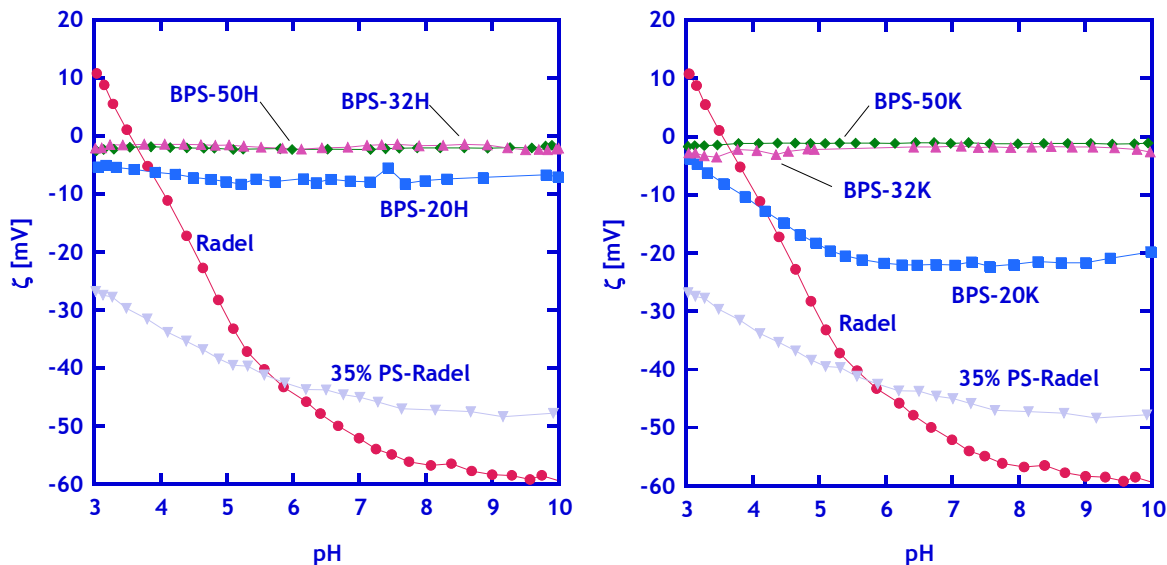 20
10
0
-10
-20
-30
-40
-50
-60
ζ [mV]
BPS-50H
BPS-32H
BPS-20H
Radel
35% PS-Radel
3 4 5 6 7 8 9 10
pH
20
10
0
-10
-20
-30
-40
-50
-60
ζ [mV]
BPS-50K
BPS-32K
BPS-20K
Radel
35% PS-Radel
3 4 5 6 7 8 9 10
pH